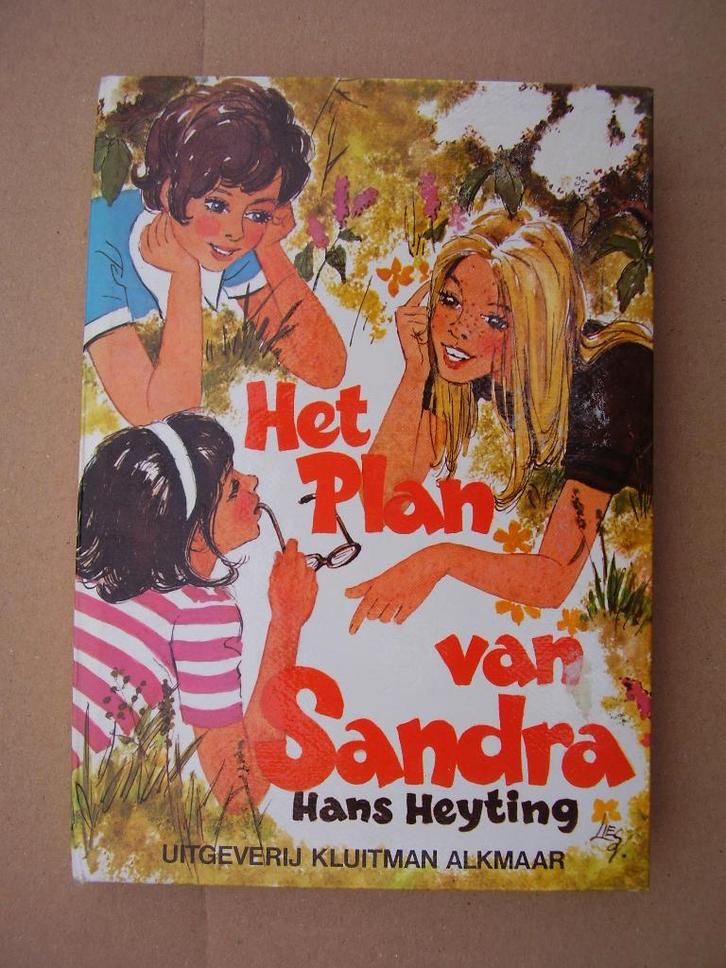 Het
Plan
van
Sandra
Hans Heyting
UITGEVERIJ KLUITMAN ALKMAAR